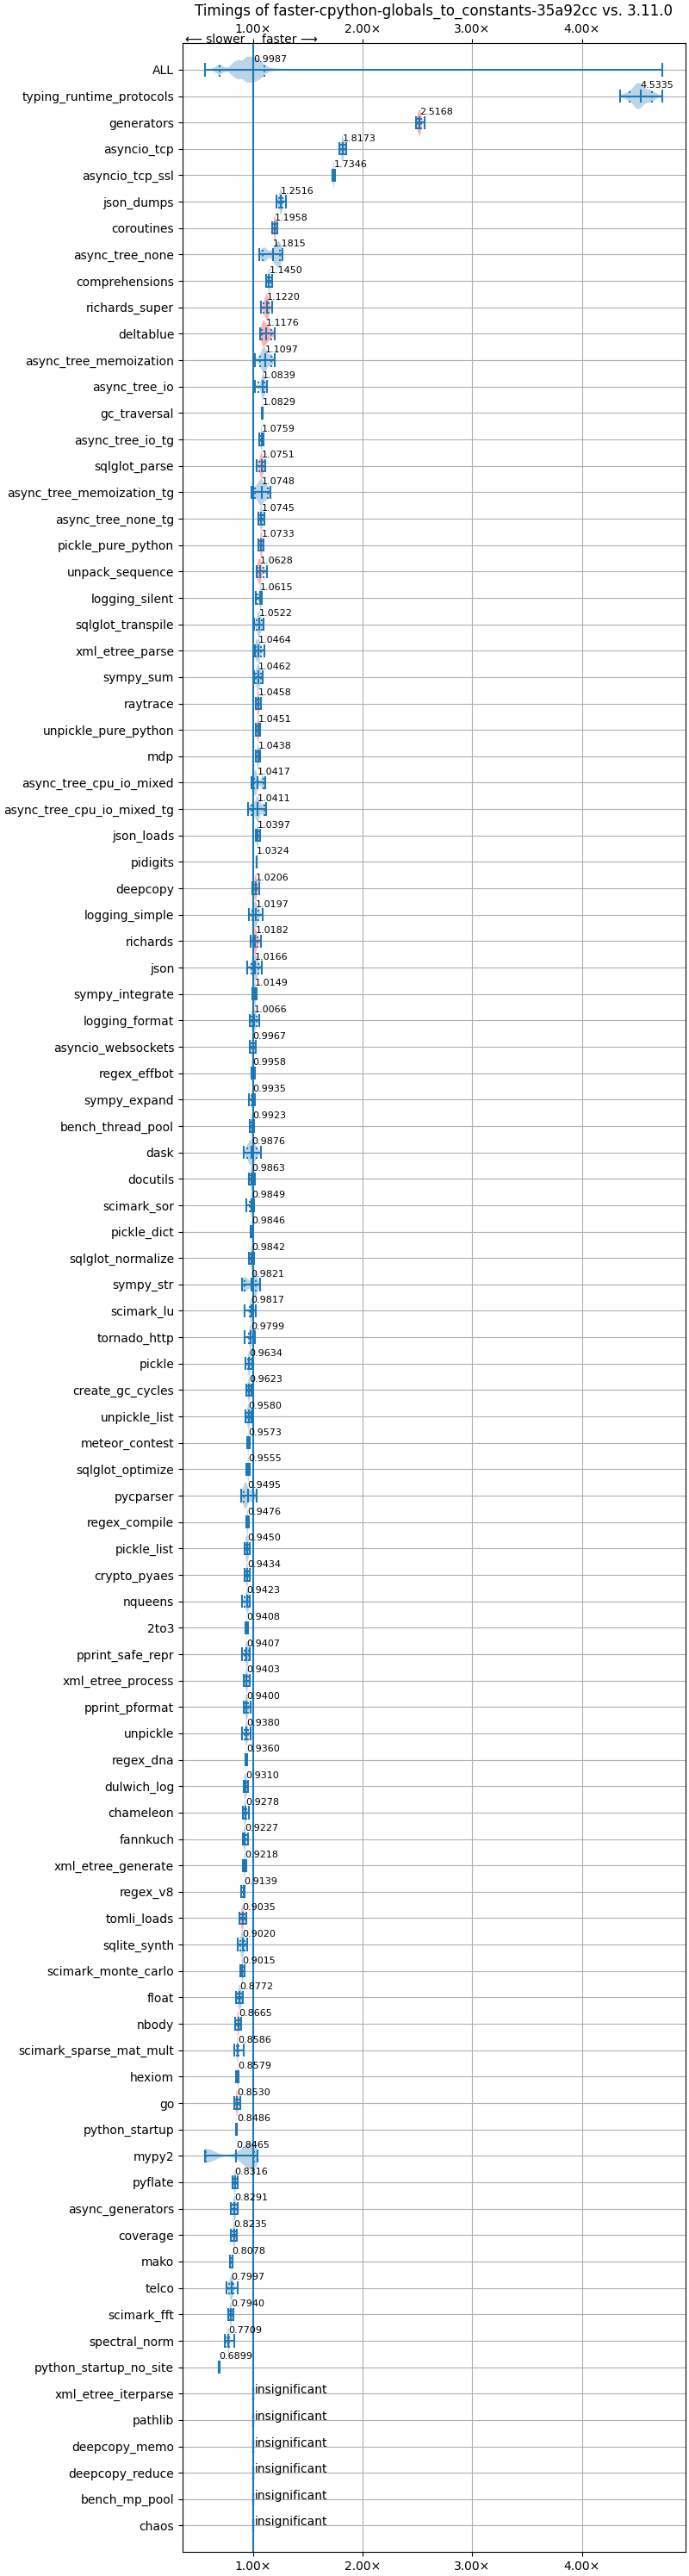 Timings of faster-cpython-globals_to_constants-35a92cc vs. 3.11.0
1.00× 2.00× 3.00× 4.00×
⟵ slower faster ⟶
ALL 0.9987
typing_runtime_protocols 4.5335
generators 2.5168
asyncio_tcp 1.8173
asyncio_tcp_ssl 1.7346
json_dumps 1.2516
coroutines 1.1958
async_tree_none 1.1815
comprehensions 1.1450
richards_super 1.1220
deltablue 1.1176
async_tree_memoization 1.1097
async_tree_io 1.0839
gc_traversal 1.0829
async_tree_io_tg 1.0759
sqlglot_parse 1.0751
async_tree_memoization_tg 1.0748
async_tree_none_tg 1.0745
pickle_pure_python 1.0733
unpack_sequence 1.0628
logging_silent 1.0615
sqlglot_transpile 1.0522
xml_etree_parse 1.0464
sympy_sum 1.0462
raytrace 1.0458
unpickle_pure_python 1.0451
mdp 1.0438
async_tree_cpu_io_mixed 1.0417
async_tree_cpu_io_mixed_tg 1.0411
json_loads 1.0397
pidigits 1.0324
deepcopy 1.0206
logging_simple 1.0197
richards 1.0182
json 1.0166
sympy_integrate 1.0149
logging_format 1.0066
asyncio_websockets 0.9967
regex_effbot 0.9958
sympy_expand 0.9935
bench_thread_pool 0.9923
dask 0.9876
docutils 0.9863
scimark_sor 0.9849
pickle_dict 0.9846
sqlglot_normalize 0.9842
sympy_str 0.9821
scimark_lu 0.9817
tornado_http 0.9799
pickle 0.9634
create_gc_cycles 0.9623
unpickle_list 0.9580
meteor_contest 0.9573
sqlglot_optimize 0.9555
pycparser 0.9495
regex_compile 0.9476
pickle_list 0.9450
crypto_pyaes 0.9434
nqueens 0.9423
2to3 0.9408
pprint_safe_repr 0.9407
xml_etree_process 0.9403
pprint_pformat 0.9400
unpickle 0.9380
regex_dna 0.9360
dulwich_log 0.9310
chameleon 0.9278
fannkuch 0.9227
xml_etree_generate 0.9218
regex_v8 0.9139
tomli_loads 0.9035
sqlite_synth 0.9020
scimark_monte_carlo 0.9015
float 0.8772
nbody 0.8665
scimark_sparse_mat_mult 0.8586
hexiom 0.8579
go 0.8530
python_startup 0.8486
mypy2 0.8465
pyflate 0.8316
async_generators 0.8291
coverage 0.8235
mako 0.8078
telco 0.7997
scimark_fft 0.7940
spectral_norm 0.7709
python_startup_no_site 0.6899
xml_etree_iterparse insignificant
pathlib insignificant
deepcopy_memo insignificant
deepcopy_reduce insignificant
bench_mp_pool insignificant
chaos insignificant
1.00× 2.00× 3.00× 4.00×